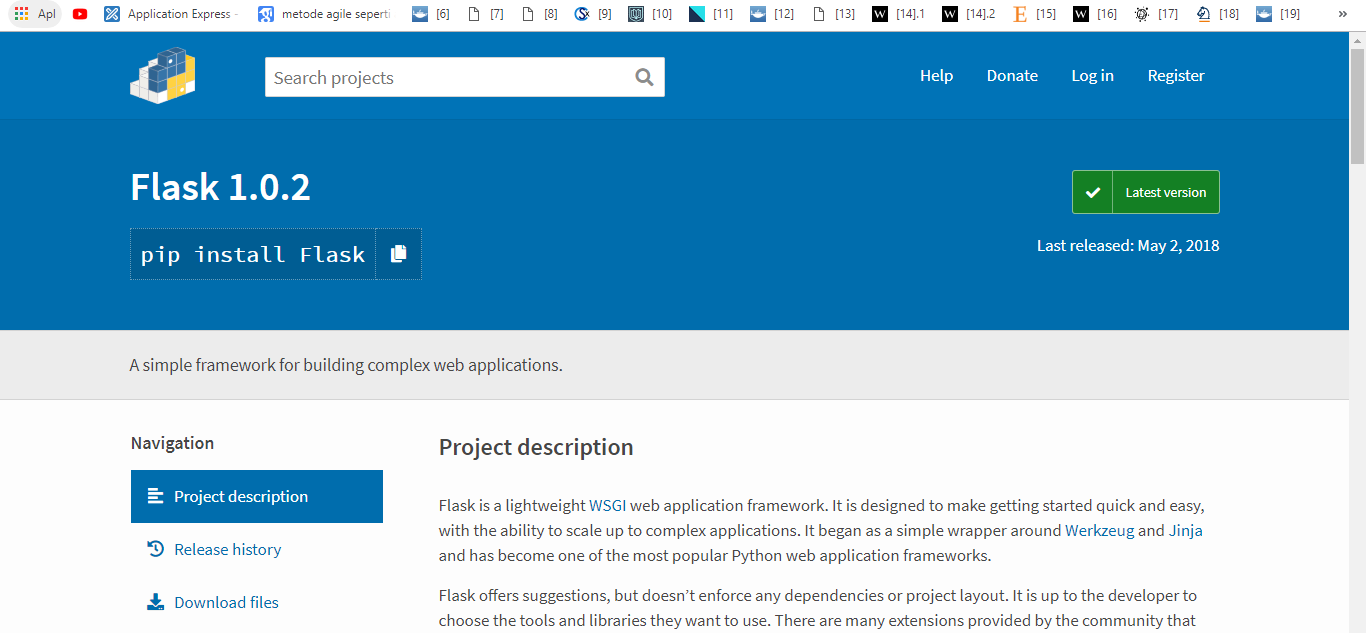 Apl Application Express - metode agile seperti [6] [7] [8] [9] [10] [11] [12] [13] [14].1 [14].2 [15] [16] [17] [18] [19] »
Search projects Help Donate Log in Register
Flask 1.0.2
Latest version
pip install Flask
Last released: May 2, 2018
A simple framework for building complex web applications.
Navigation
Project description
Release history
Download files
Project description
Flask is a lightweight WSGI web application framework. It is designed to make getting started quick and easy,
with the ability to scale up to complex applications. It began as a simple wrapper around Werkzeug and Jinja
and has become one of the most popular Python web application frameworks.
Flask offers suggestions, but doesn’t enforce any dependencies or project layout. It is up to the developer to
choose the tools and libraries they want to use. There are many extensions provided by the community that